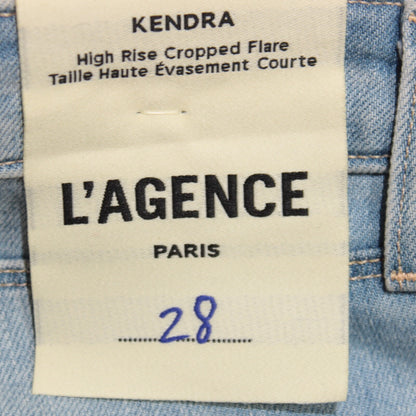 KENDRA
High Rise Cropped Flare
Taille Haute Évasement Courte
L'AGENCE
PARIS
28